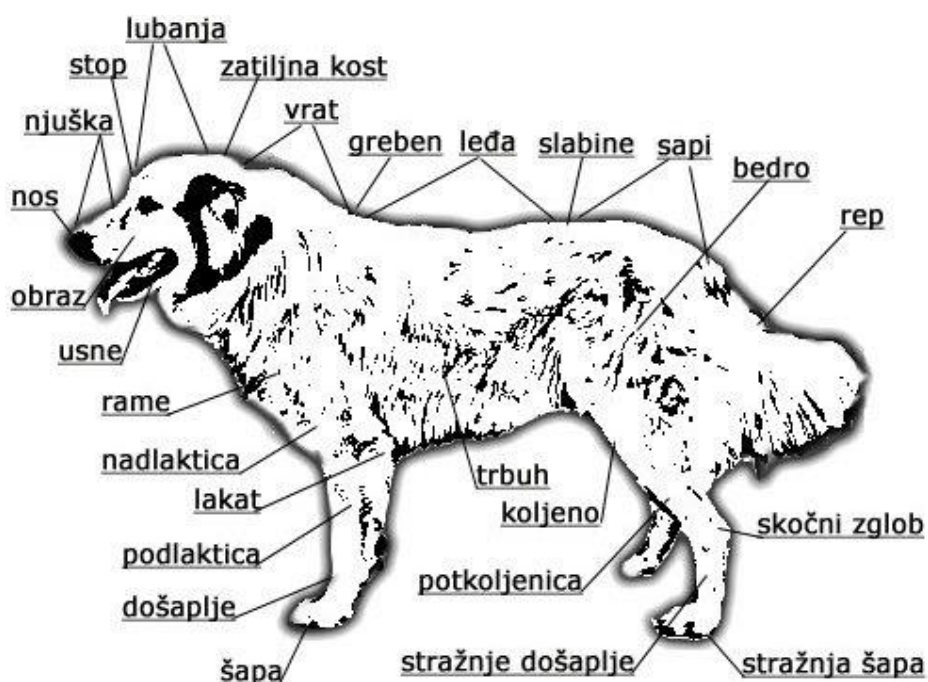 lubanja
stop
zatiljna kost
njuška
vrat
greben
leđa
slabine
sapi
bedro
nos
rep
obraz
usne
rame
nadlaktica
trbuh
lakat
koljeno
skočni zglob
podlaktica
potkoljenica
došaplje
šapa
stražnje došaplje
stražnja šapa